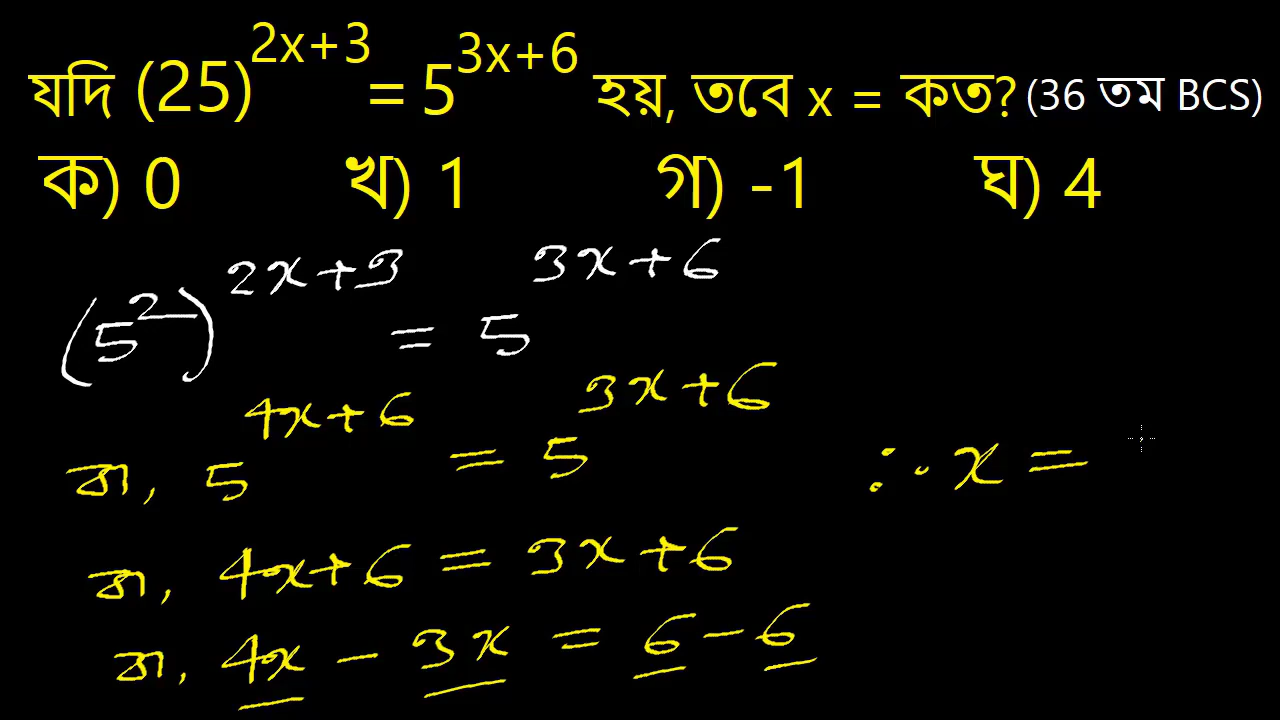 যদি (25)^2x+3 = 5^3x+6 হয়, তবে x = কত? (36 তম BCS)
ক) 0 খ) 1 গ) -1 ঘ) 4
(5^2)^2x+3 = 5^3x+6
বা, 5^4x+6 = 5^3x+6
∴ x =
বা, 4x+6 = 3x+6
বা, 4x - 3x = 6 - 6